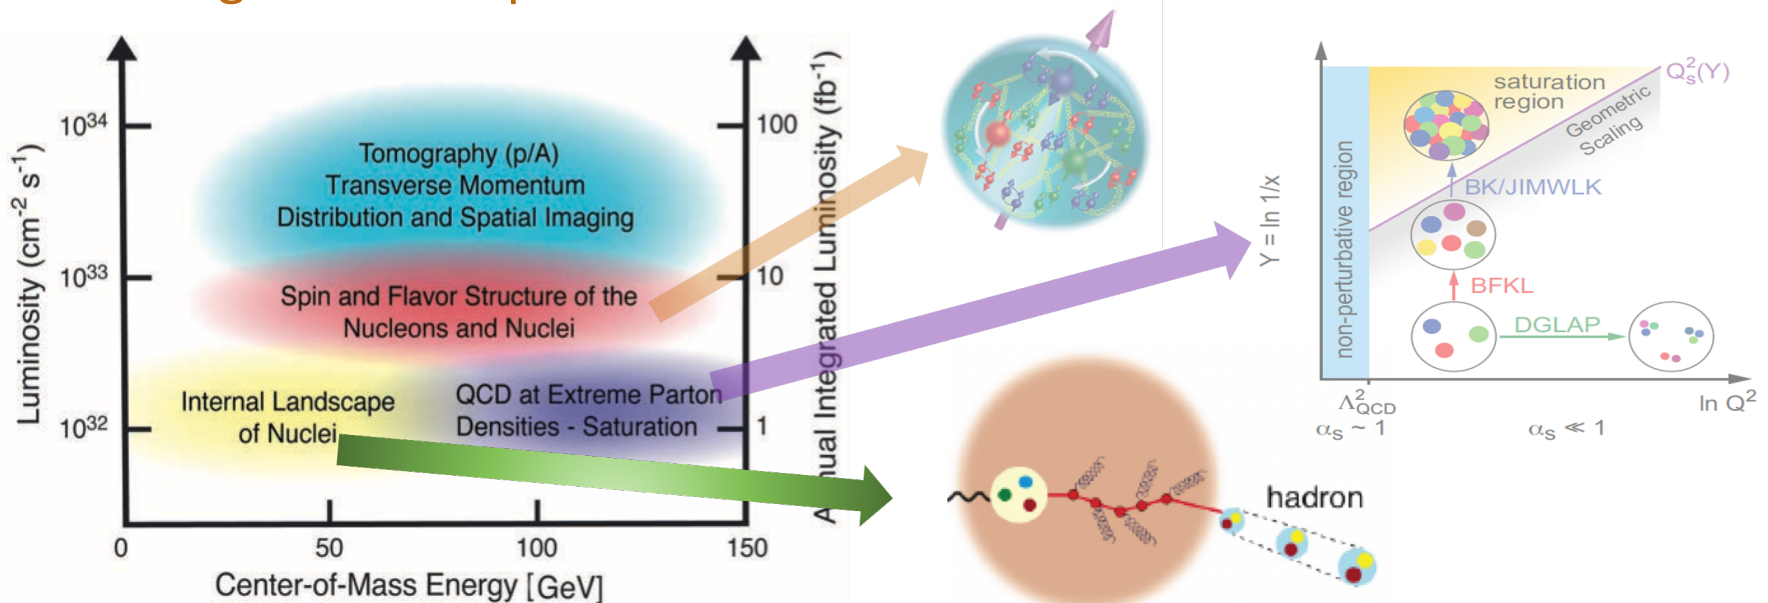 Luminosity (cm⁻² s⁻¹)
10³⁴
10³³
10³²
Tomography (p/A)
Transverse Momentum
Distribution and Spatial Imaging
Spin and Flavor Structure of the
Nucleons and Nuclei
Internal Landscape
of Nuclei
QCD at Extreme Parton
Densities - Saturation
100
10
1
Integrated Luminosity (fb⁻¹)
0
50
100
150
Center-of-Mass Energy [GeV]
Y = ln 1/x
non-perturbative region
saturation
region
Q²ₛ(Y)
Geometric
Scaling
BK/JIMWLK
BFKL
DGLAP
Λ²QCD
ln Q²
αₛ ~ 1
αₛ ≪ 1
hadron